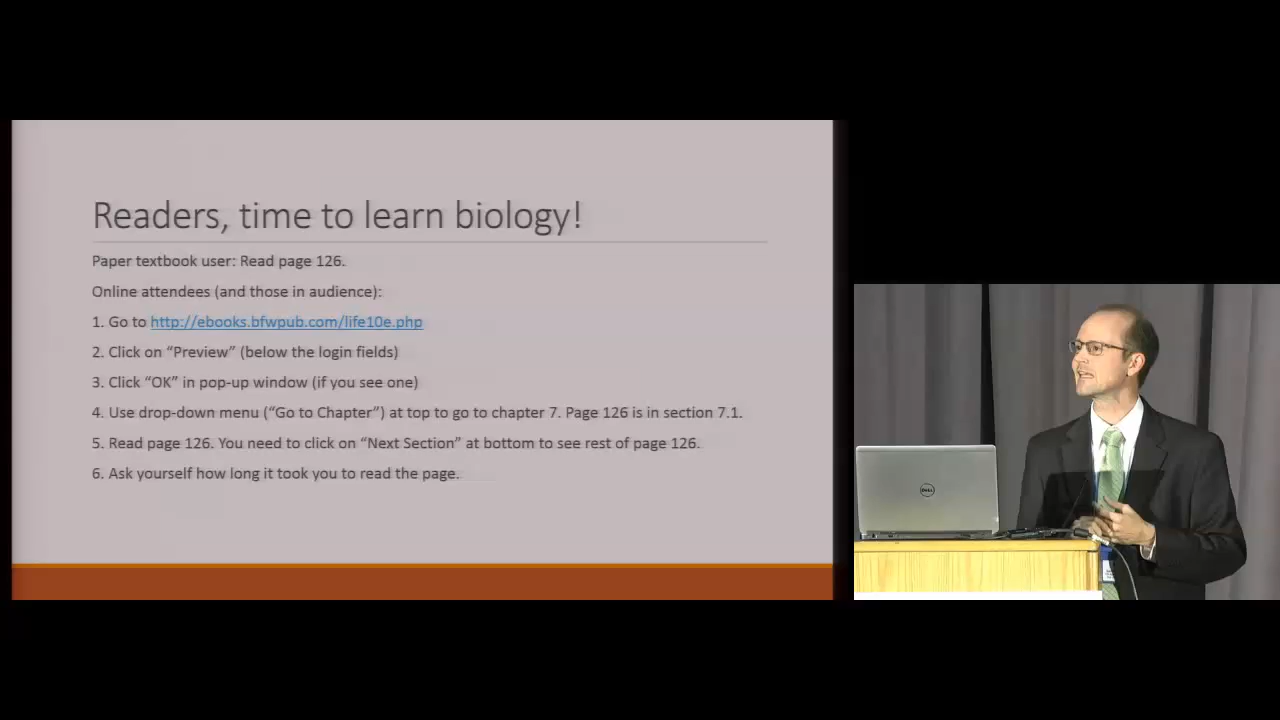 Readers, time to learn biology!
Paper textbook user: Read page 126.
Online attendees (and those in audience):
1. Go to http://ebooks.bfwpub.com/life10e.php
2. Click on “Preview” (below the login fields)
3. Click “OK” in pop-up window (if you see one)
4. Use drop-down menu (“Go to Chapter”) at top to go to chapter 7. Page 126 is in section 7.1.
5. Read page 126. You need to click on “Next Section” at bottom to see rest of page 126.
6. Ask yourself how long it took you to read the page.
DELL